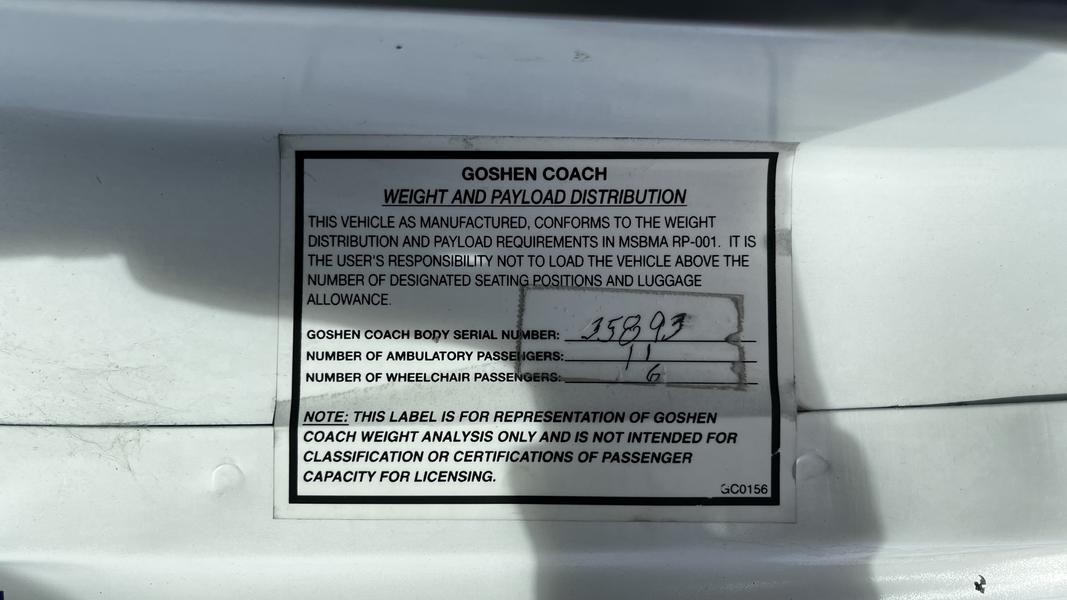 GOSHEN COACH
WEIGHT AND PAYLOAD DISTRIBUTION
THIS VEHICLE AS MANUFACTURED, CONFORMS TO THE WEIGHT
DISTRIBUTION AND PAYLOAD REQUIREMENTS IN MSBMA RP-001. IT IS
THE USER'S RESPONSIBILITY NOT TO LOAD THE VEHICLE ABOVE THE
NUMBER OF DESIGNATED SEATING POSITIONS AND LUGGAGE
ALLOWANCE.
GOSHEN COACH BODY SERIAL NUMBER: 35893
NUMBER OF AMBULATORY PASSENGERS: 11
NUMBER OF WHEELCHAIR PASSENGERS: 6
NOTE: THIS LABEL IS FOR REPRESENTATION OF GOSHEN
COACH WEIGHT ANALYSIS ONLY AND IS NOT INTENDED FOR
CLASSIFICATION OR CERTIFICATIONS OF PASSENGER
CAPACITY FOR LICENSING.
GC0156